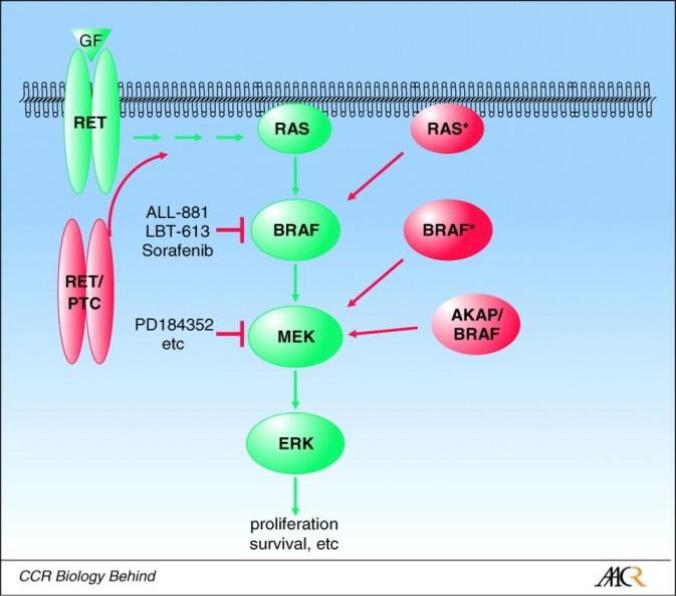 GF
RET
RAS
RAS*
ALL-881
LBT-613
Sorafenib
BRAF
BRAF*
RET/
PTC
PD184352
etc
MEK
AKAP/
BRAF
ERK
proliferation
survival, etc
CCR Biology Behind
AACR